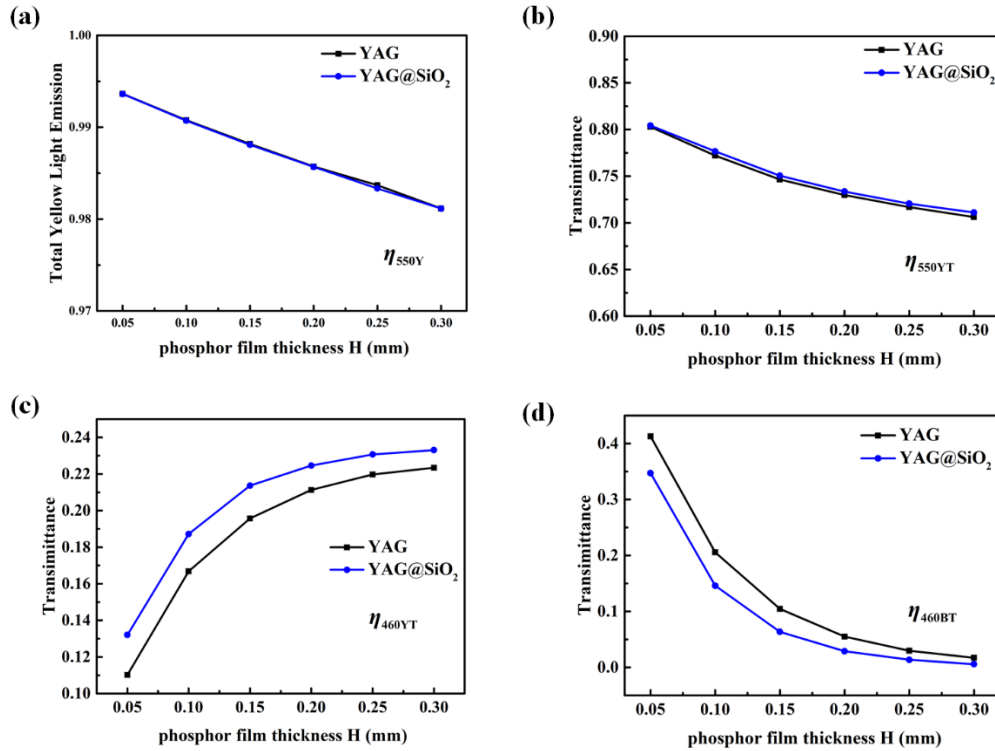 (a)
1.00
0.99
0.98
0.97
Total Yellow Light Emission
YAG
YAG@SiO₂
η₅₅₀Y
0.05 0.10 0.15 0.20 0.25 0.30
phosphor film thickness H (mm)
(b)
0.90
0.85
0.80
0.75
0.70
0.65
0.60
Transimittance
YAG
YAG@SiO₂
η₅₅₀YT
0.05 0.10 0.15 0.20 0.25 0.30
phosphor film thickness H (mm)
(c)
0.24
0.22
0.20
0.18
0.16
0.14
0.12
0.10
Transimittance
YAG
YAG@SiO₂
η₄₆₀YT
0.05 0.10 0.15 0.20 0.25 0.30
phosphor film thickness H (mm)
(d)
0.4
0.3
0.2
0.1
0.0
Transimittance
YAG
YAG@SiO₂
η₄₆₀BT
0.05 0.10 0.15 0.20 0.25 0.30
phosphor film thickness H (mm)